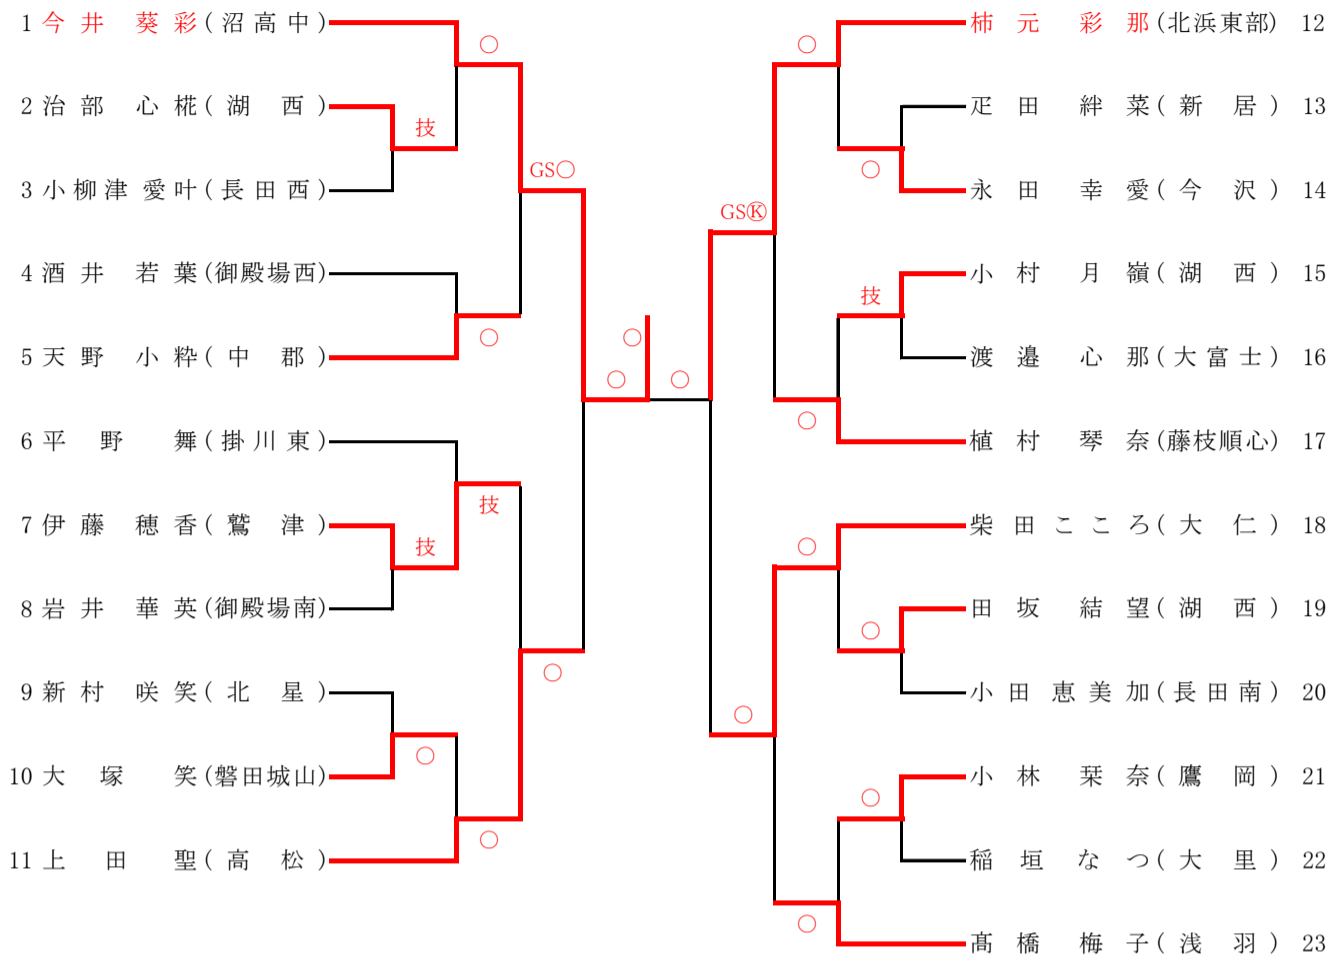 1 今井 葵彩(沼高中)
2 治部 心椛(湖西)
3 小柳津愛叶(長田西)
4 酒井 若葉(御殿場西)
5 天野 小粋(中郡)
6 平野 舞(掛川東)
7 伊藤 穂香(鷲津)
8 岩井 華英(御殿場南)
9 新村 咲笑(北星)
10 大塚 笑(磐田城山)
11 上田 聖(高松)
○
技
GS○
○
技
技
○
○
○
○
○
○
GSⓀ
○
○
技
○
○
○
○
○
○
柿元 彩那(北浜東部) 12
疋田 絆菜(新居) 13
永田 幸愛(今沢) 14
小村 月嶺(湖西) 15
渡邉 心那(大富士) 16
植村 琴奈(藤枝順心) 17
柴田こころ(大仁) 18
田坂 結望(湖西) 19
小田恵美加(長田南) 20
小林 栞奈(鷹岡) 21
稲垣なつ(大里) 22
髙橋 梅子(浅羽) 23